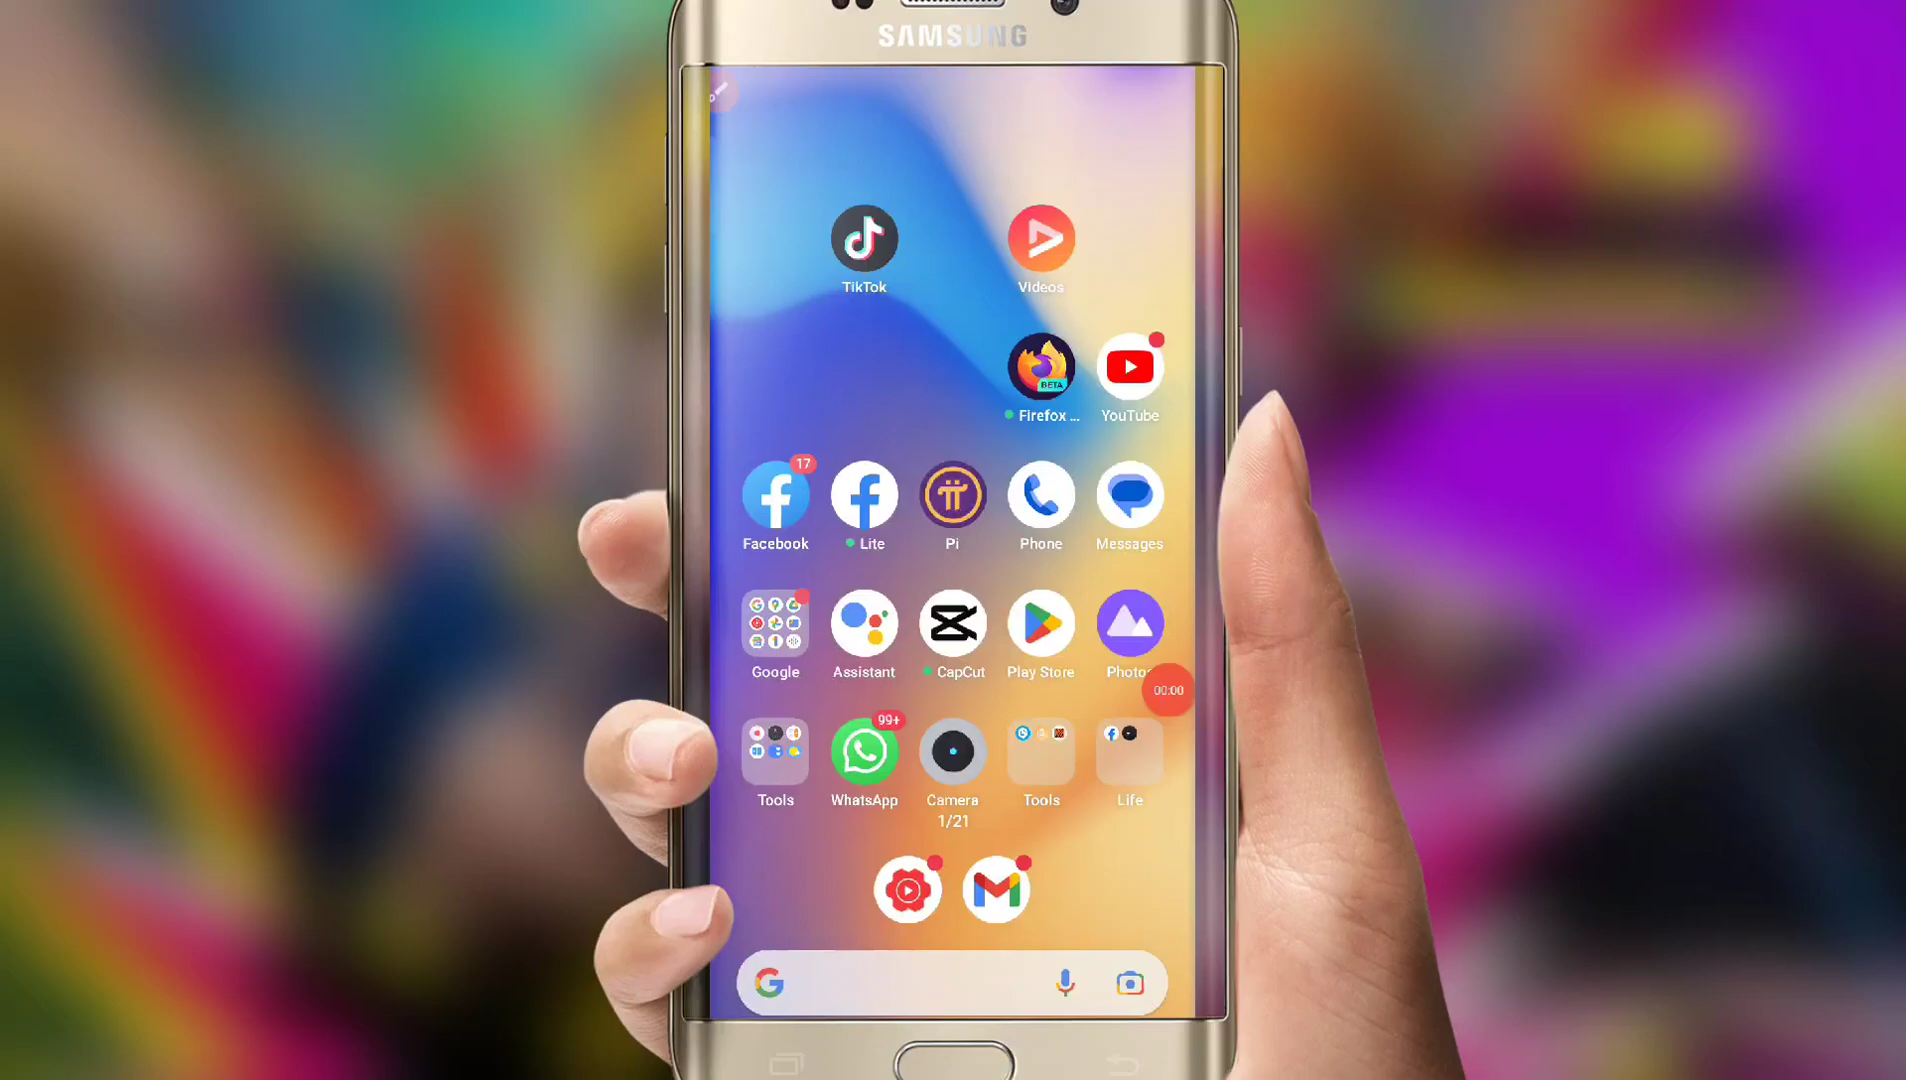 SAMSUNG
TikTok
Videos
BETA
Firefox ...
YouTube
17
Facebook
Lite
Pi
Phone
Messages
Google
Assistant
CapCut
Play Store
Photo
00:00
99+
Tools
WhatsApp
Camera
Tools
Life
1/21